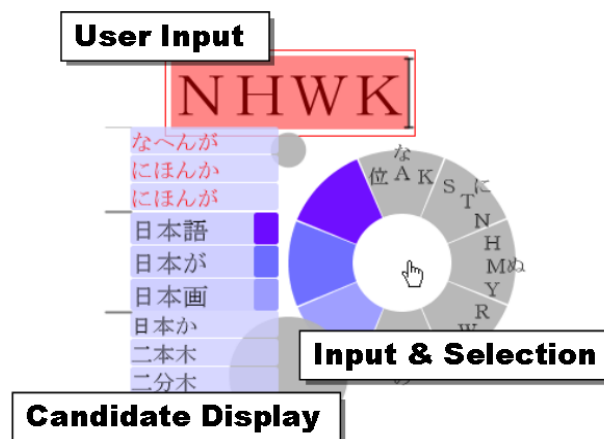 User Input
NHWK
なへんが
にほんか
にほんが
日本語
日本が
日本画
日本か
二本木
二分木
な
位 A K
S T N に
H M Y ぬ
R W
Input & Selection
Candidate Display